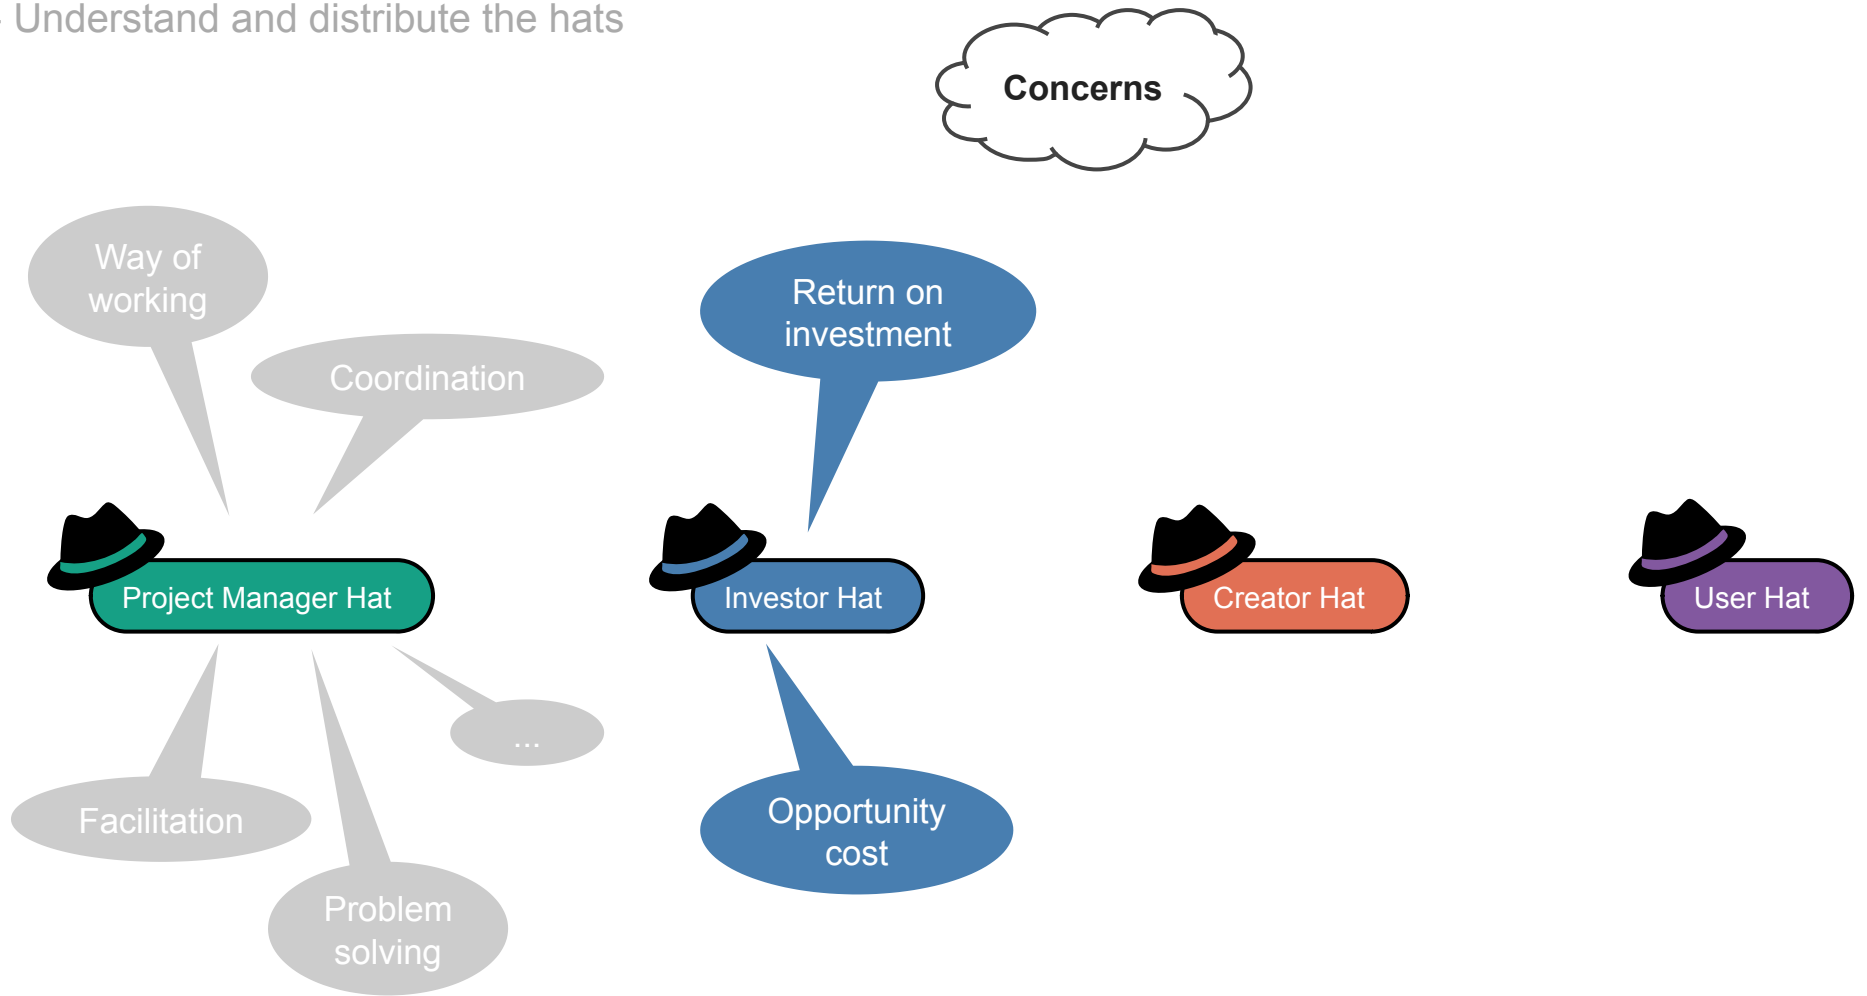 - Understand and distribute the hats
Concerns
Way of
working
Coordination
Return on
investment
Project Manager Hat
Investor Hat
Creator Hat
User Hat
...
Facilitation
Problem
solving
Opportunity
cost